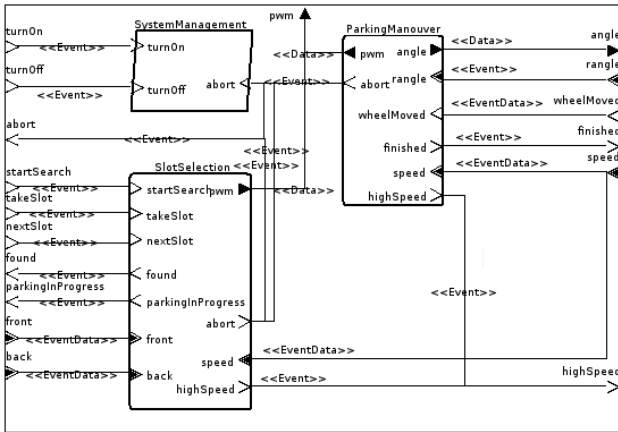 pwm
SystemManagement
ParkingManouver
turnOn
<<Event>>
turnOn
<<Data>>
pwm
angle
<<Data>>
angle
turnOff
<<Event>>
turnOff
abort
<<Event>>
abort
rangle
<<Event>>
rangle
wheelMoved
<<EventData>>
wheelMoved
abort
<<Event>>
<<Event>>
finished
<<Event>>
finished
SlotSelection
<<Event>>
speed
<<EventData>>
speed
startSearch
<<Event>>
startSearch
pwm
<<Data>>
highSpeed
takeSlot
<<Event>>
takeSlot
nextSlot
<<Event>>
nextSlot
found
<<Event>>
found
parkingInProgress
<<Event>>
parkingInProgress
<<Event>>
front
<<EventData>>
front
abort
back
<<EventData>>
back
speed
<<EventData>>
highSpeed
<<Event>>
highSpeed